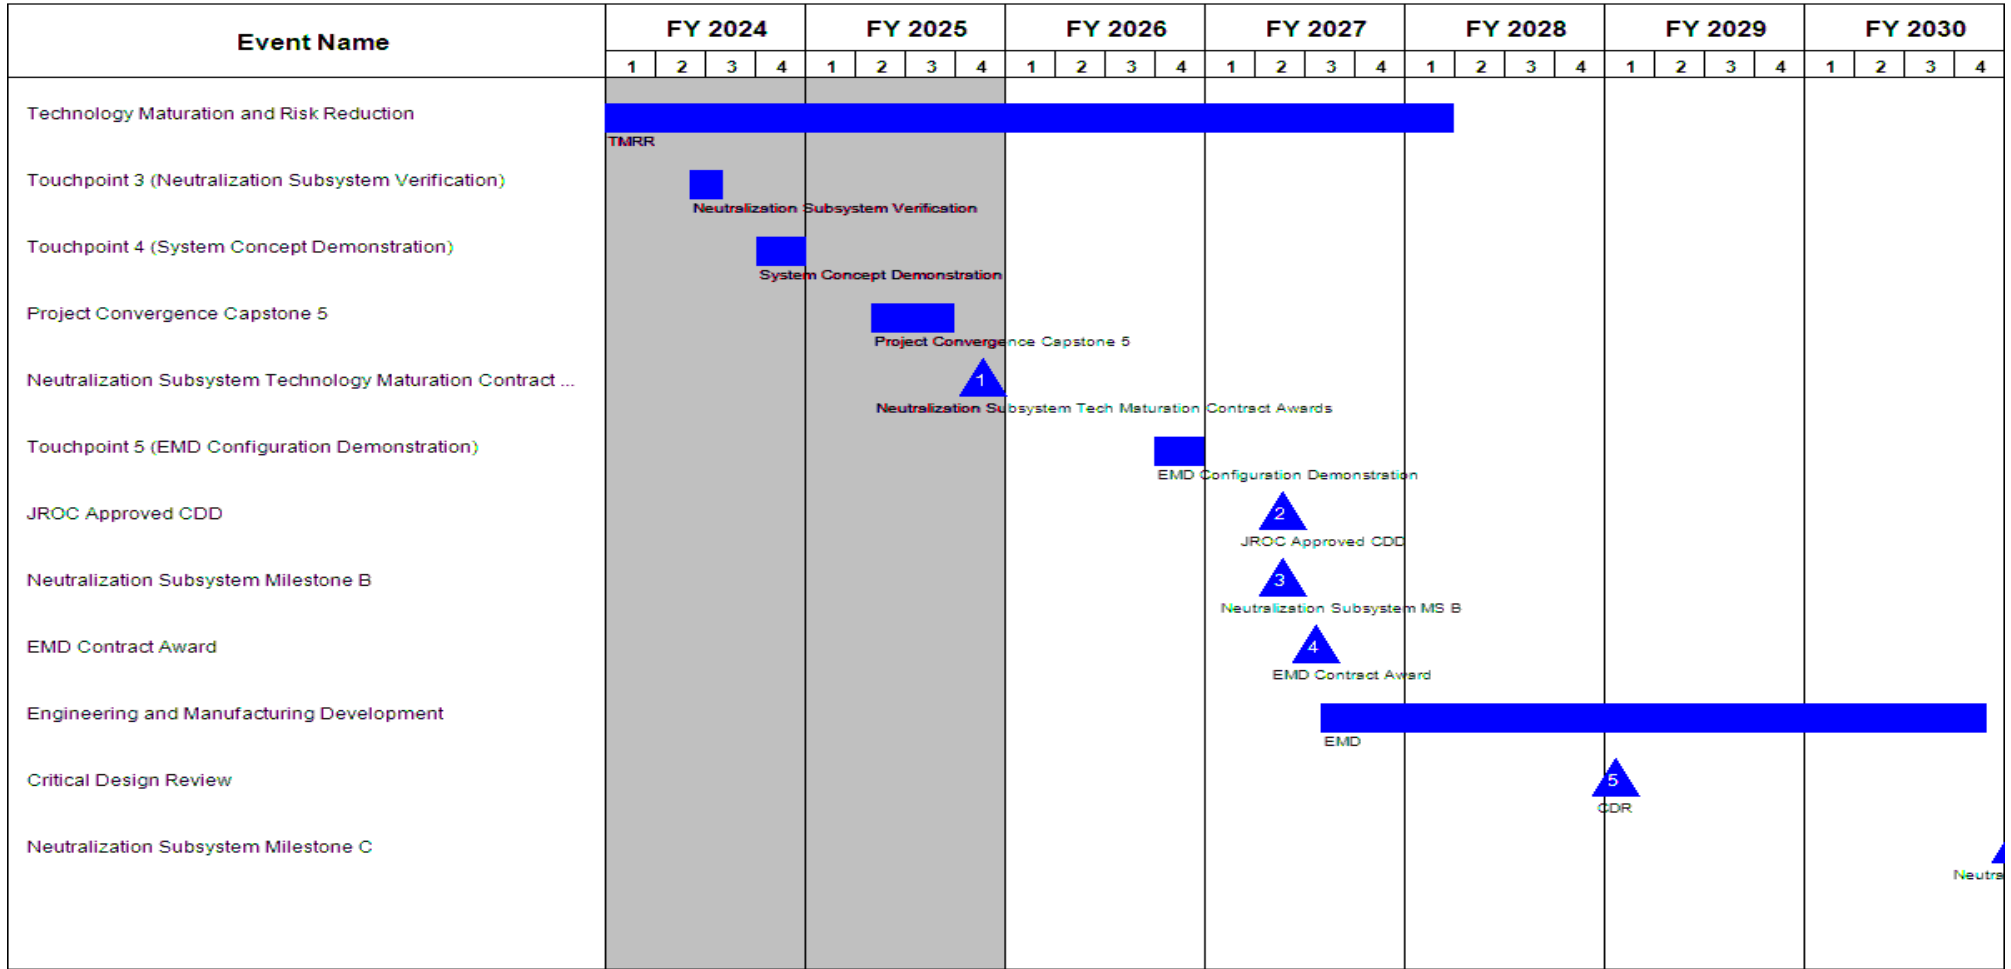 Event Name
FY 2024 FY 2025 FY 2026 FY 2027 FY 2028 FY 2029 FY 2030
1 2 3 4 1 2 3 4 1 2 3 4 1 2 3 4 1 2 3 4 1 2 3 4 1 2 3 4
Technology Maturation and Risk Reduction
TMRR
Touchpoint 3 (Neutralization Subsystem Verification)
Neutralization Subsystem Verification
Touchpoint 4 (System Concept Demonstration)
System Concept Demonstration
Project Convergence Capstone 5
Project Convergence Capstone 5
Neutralization Subsystem Technology Maturation Contract ...
1
Neutralization Subsystem Tech Maturation Contract Awards
Touchpoint 5 (EMD Configuration Demonstration)
EMD Configuration Demonstration
JROC Approved CDD
2
JROC Approved CDD
Neutralization Subsystem Milestone B
3
Neutralization Subsystem MS B
EMD Contract Award
4
EMD Contract Award
Engineering and Manufacturing Development
EMD
Critical Design Review
5
CDR
Neutralization Subsystem Milestone C
Neutra